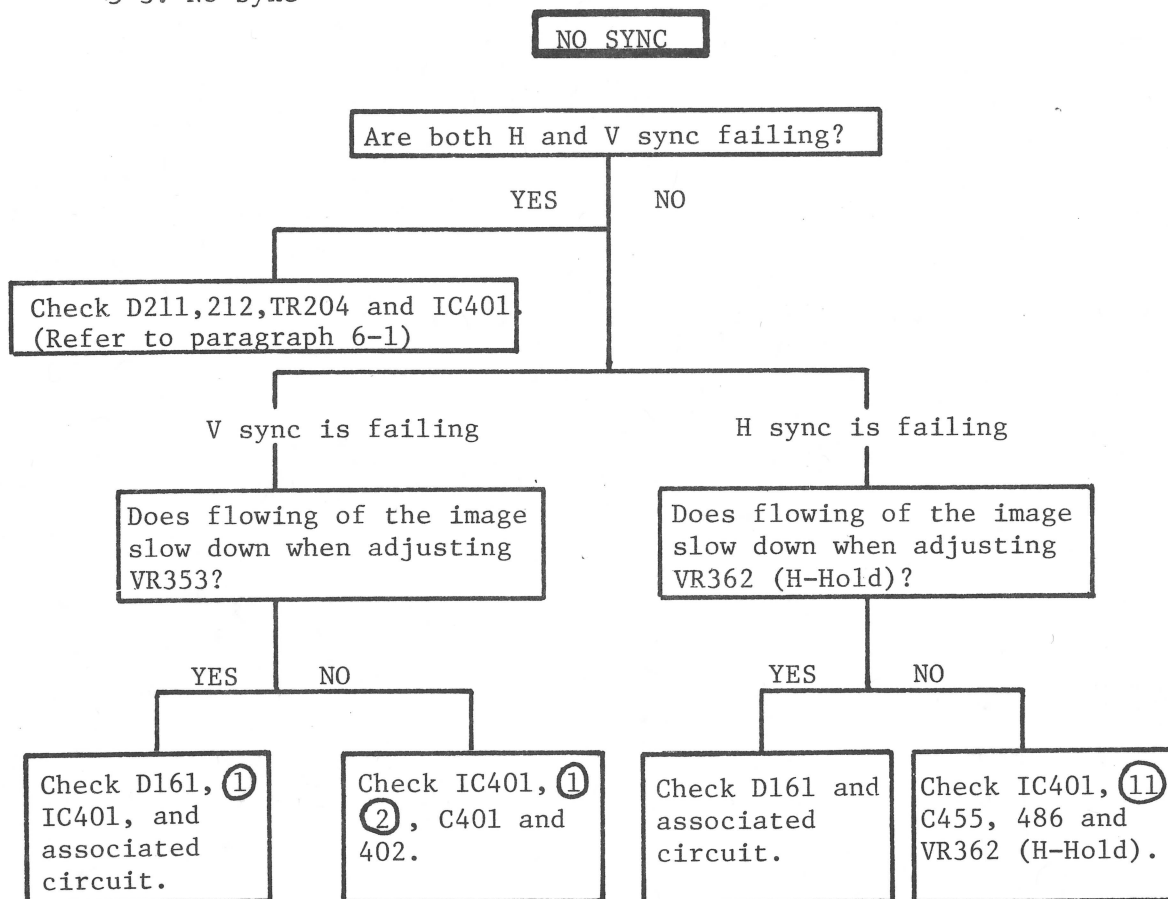 NO SYNC
Are both H and V sync failing?
YES NO
Check D211,212,TR204 and IC401.
(Refer to paragraph 6-1)
V sync is failing
H sync is failing
Does flowing of the image
slow down when adjusting
VR353?
Does flowing of the image
slow down when adjusting
VR362 (H-Hold)?
YES NO
YES NO
Check D161, ①
IC401, and
associated
circuit.
Check IC401, ①
②, C401 and
402.
Check D161 and
associated
circuit.
Check IC401, ⑪
C455, 486 and
VR362 (H-Hold).